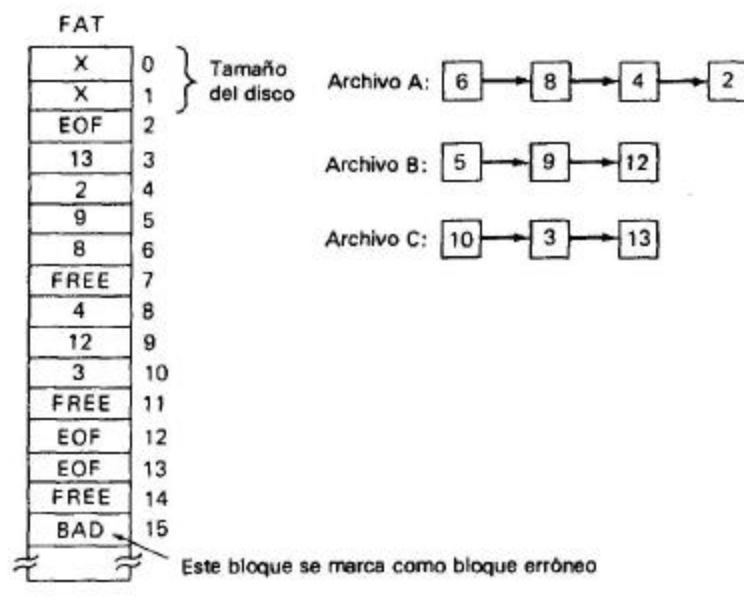 FAT
X 0
X 1
Tamaño
del disco
EOF 2
13 3
2 4
9 5
8 6
FREE 7
4 8
12 9
3 10
FREE 11
EOF 12
EOF 13
FREE 14
BAD 15
Archivo A: 6 8 4 2
Archivo B: 5 9 12
Archivo C: 10 3 13
Este bloque se marca como bloque erróneo